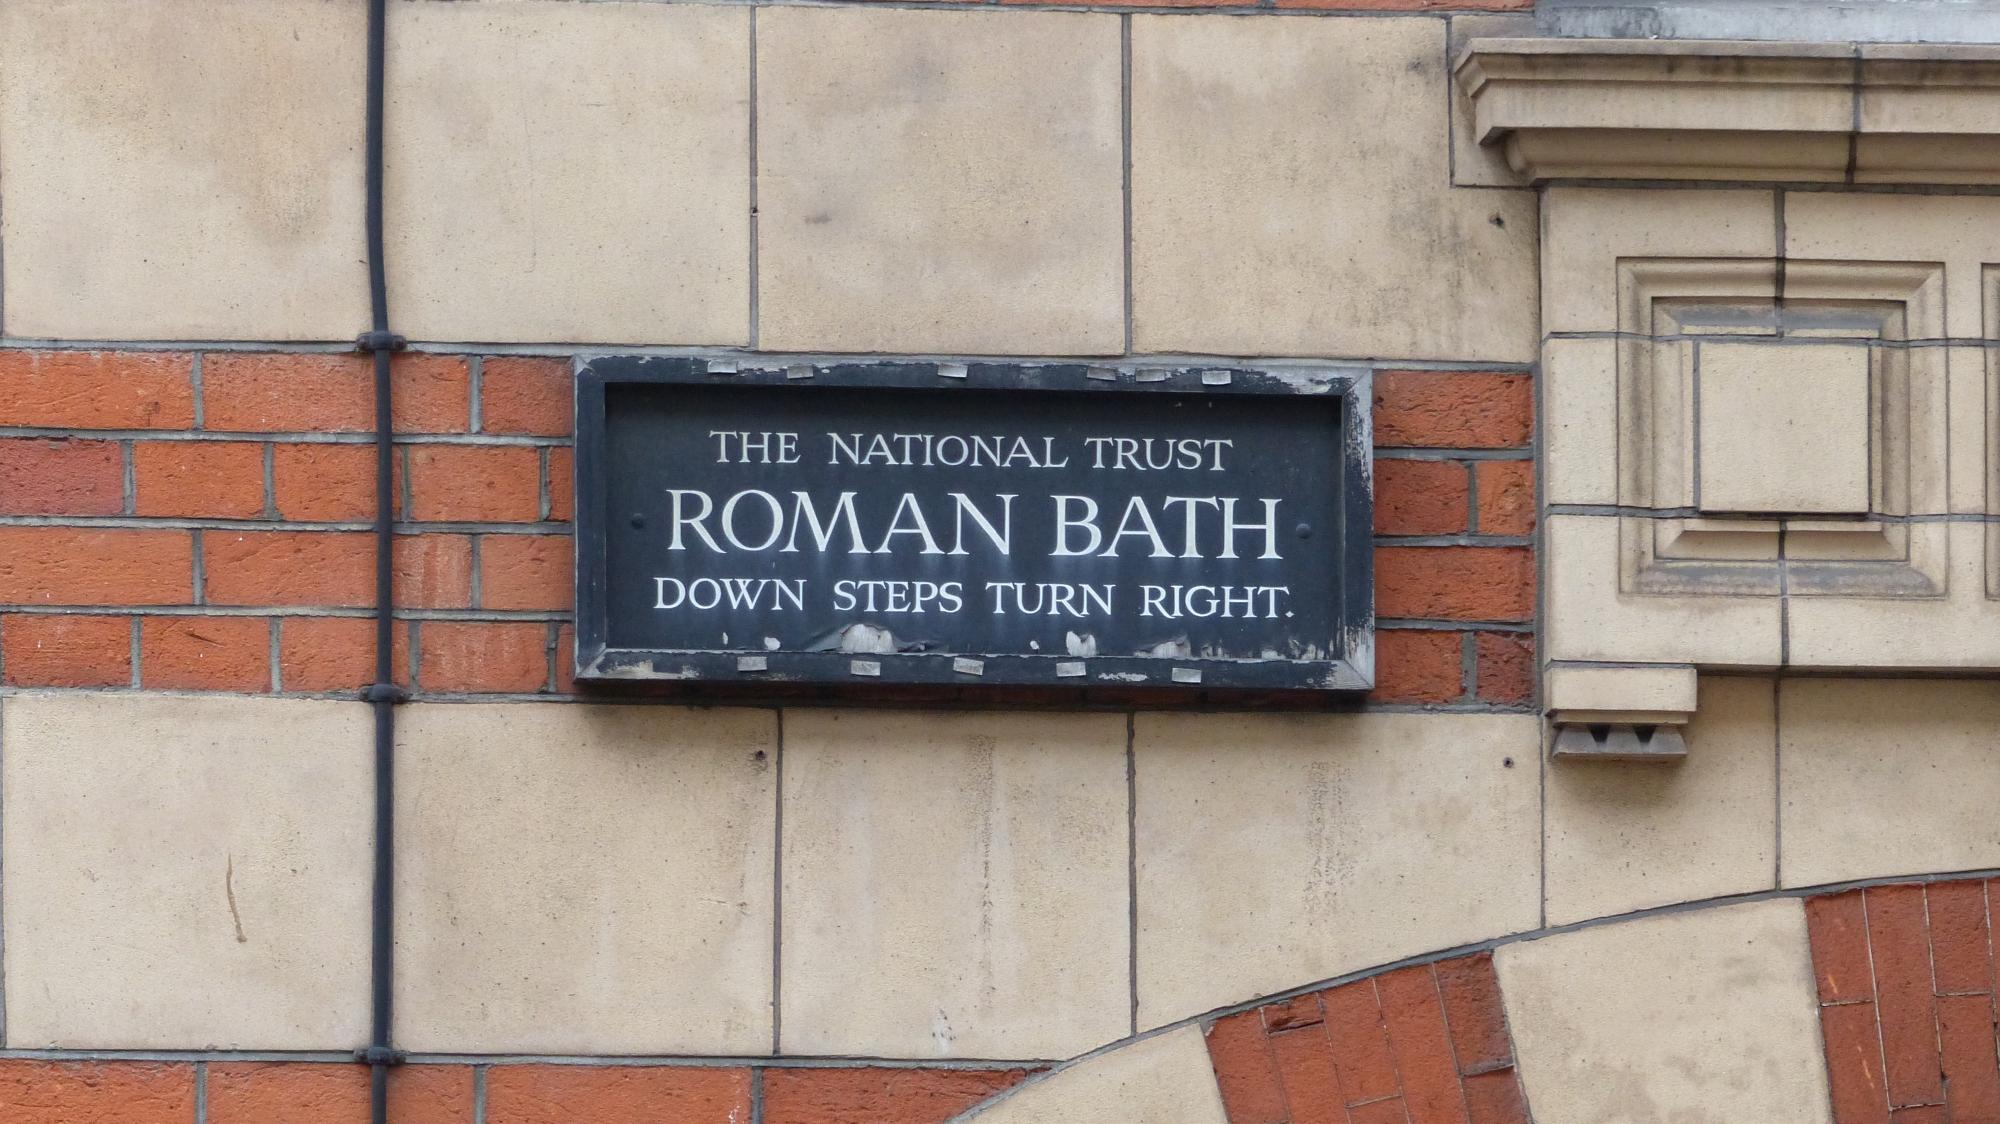 THE NATIONAL TRUST
ROMAN BATH
DOWN STEPS TURN RIGHT.